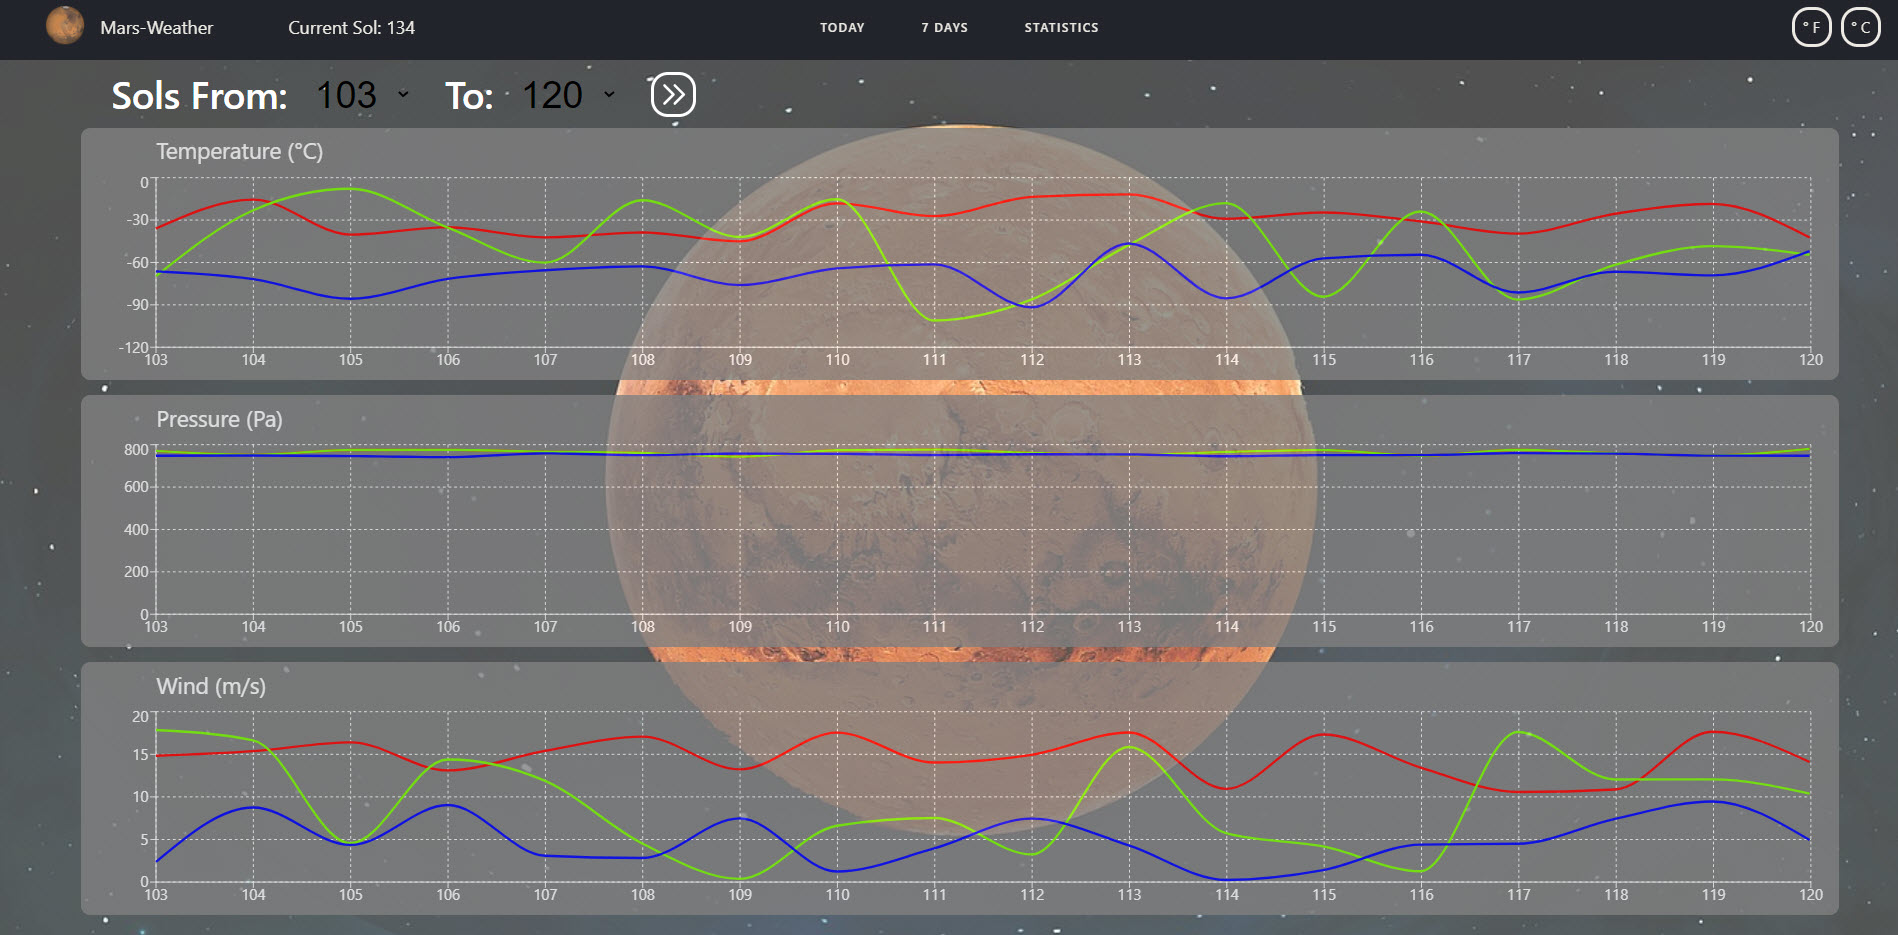 Mars-Weather Current Sol: 134 TODAY 7 DAYS STATISTICS ° F ° C
Sols From: 103 To: 120
Temperature (°C)
0
-30
-60
-90
-120
103 104 105 106 107 108 109 110 111 112 113 114 115 116 117 118 119 120
Pressure (Pa)
800
600
400
200
0
103 104 105 106 107 108 109 110 111 112 113 114 115 116 117 118 119 120
Wind (m/s)
20
15
10
5
0
103 104 105 106 107 108 109 110 111 112 113 114 115 116 117 118 119 120